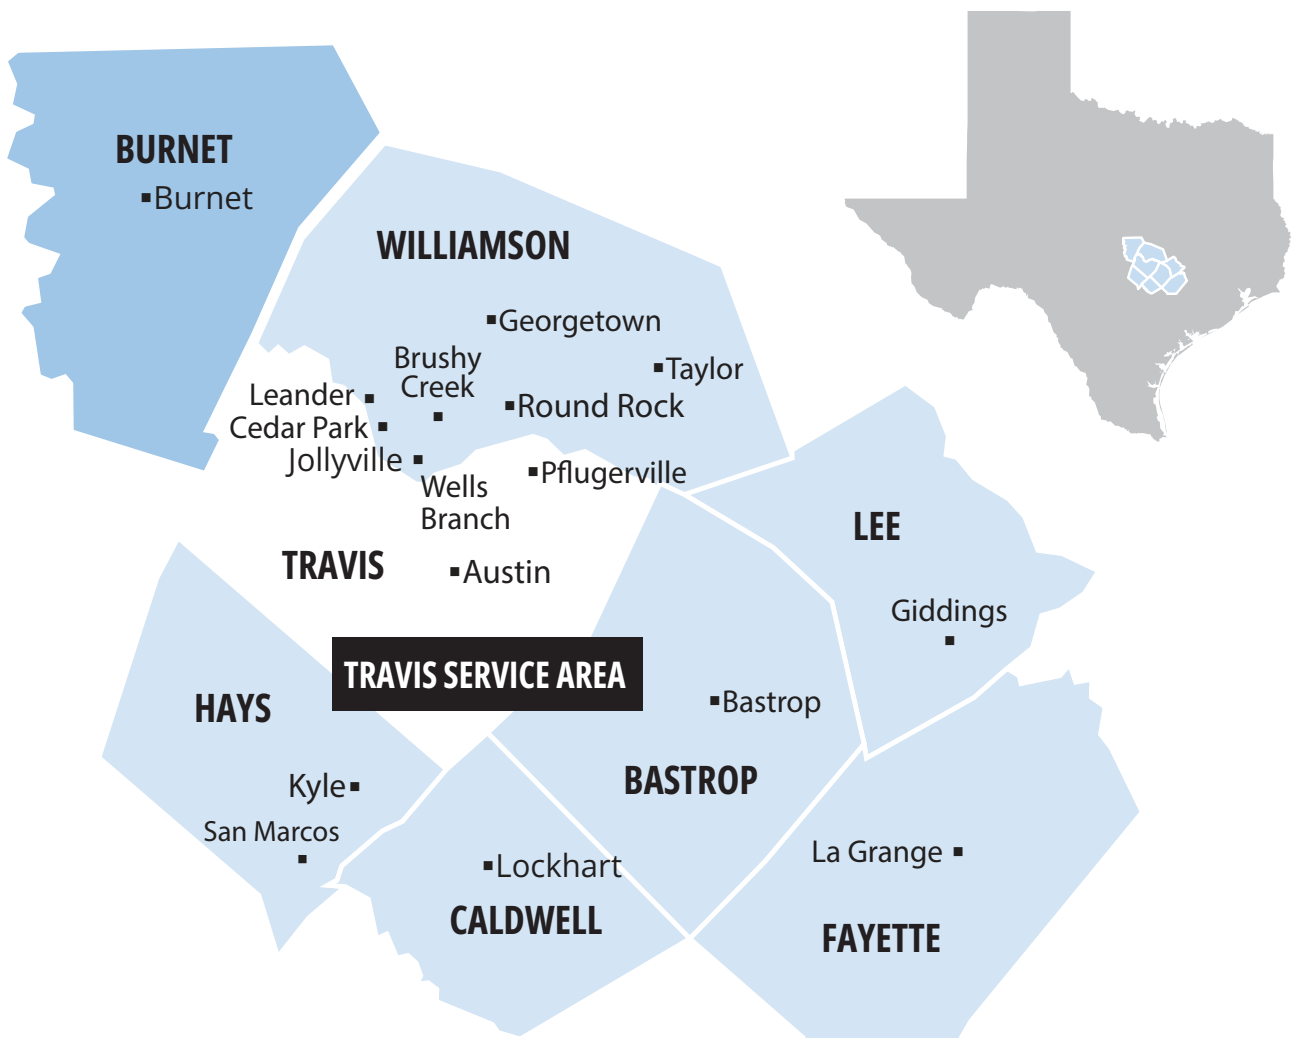 BURNET
Burnet
WILLIAMSON
Georgetown
Brushy
Creek
Taylor
Leander
Round Rock
Cedar Park
Jollyville
Pflugerville
Wells
Branch
LEE
TRAVIS
Austin
Giddings
TRAVIS SERVICE AREA
HAYS
Bastrop
BASTROP
Kyle
San Marcos
La Grange
Lockhart
CALDWELL
FAYETTE